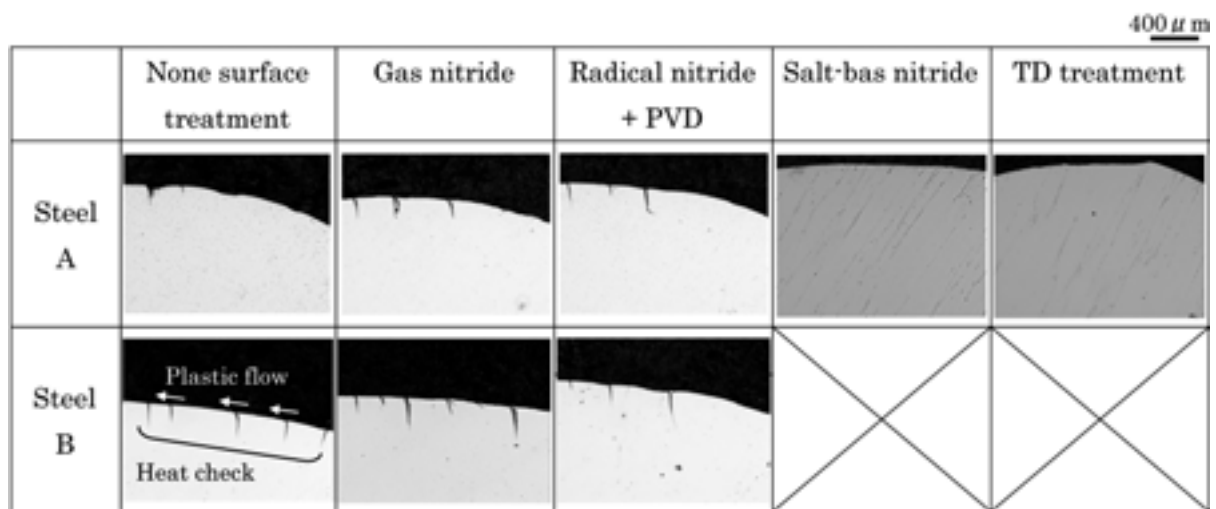 400 μ m
None surface
treatment
Gas nitride
Radical nitride
+ PVD
Salt-bas nitride
TD treatment
Steel
A
Steel
B
Plastic flow
Heat check